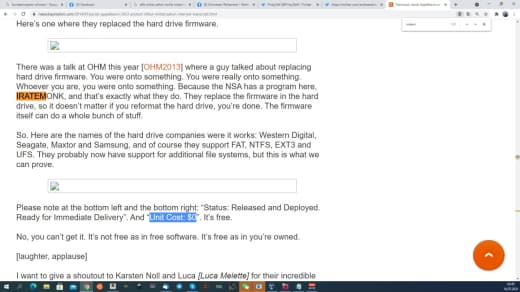 Here's one where they replaced the hard drive firmware.
There was a talk at OHM this year [OHM2013] where a guy talked about replacing
hard drive firmware. You were onto something. You were really onto something.
Whoever you are, you were onto something. Because the NSA has a program here,
IRATEMONK, and that's exactly what they do. They replace the firmware in the hard
drive, so it doesn't matter if you reformat the hard drive, you're done. The firmware
itself can do a whole bunch of stuff.
So. Here are the names of the hard drive companies were it works: Western Digital,
Seagate, Maxtor and Samsung, and of course they support FAT, NTFS, EXT3 and
UFS. They probably now have support for additional file systems, but this is what we
can prove.
Please note at the bottom left and the bottom right: “Status: Released and Deployed.
Ready for Immediate Delivery”. And “Unit Cost: $0”. It's free.
No, you can't get it. It's not free as in free software. It's free as in you're owned.
[laughter, applause]
I want to give a shoutout to Karsten Noll and Luca [Luca Melette] for their incredible